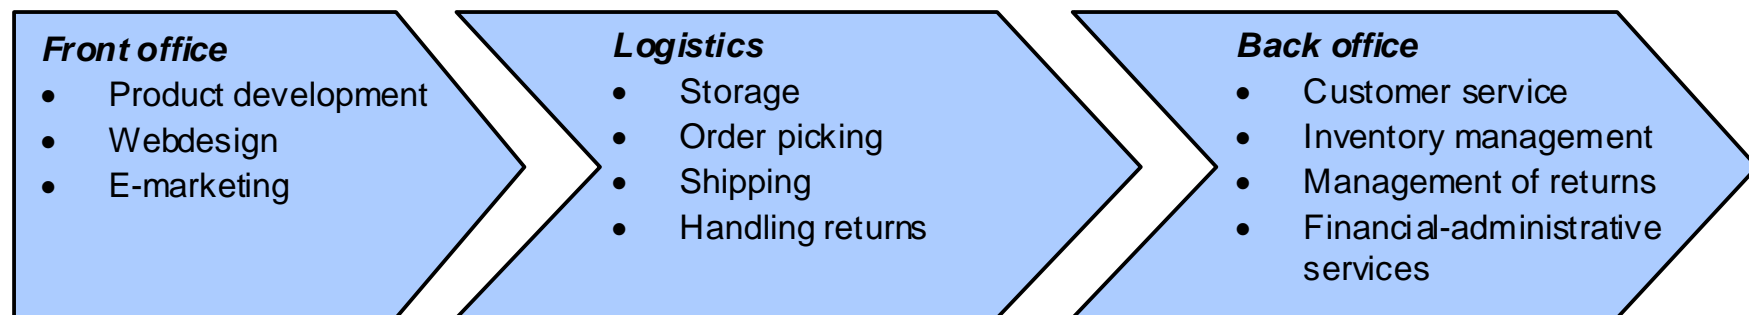 Front office
• Product development
• Webdesign
• E-marketing
Logistics
• Storage
• Order picking
• Shipping
• Handling returns
Back office
• Customer service
• Inventory management
• Management of returns
• Financial-administrative
services